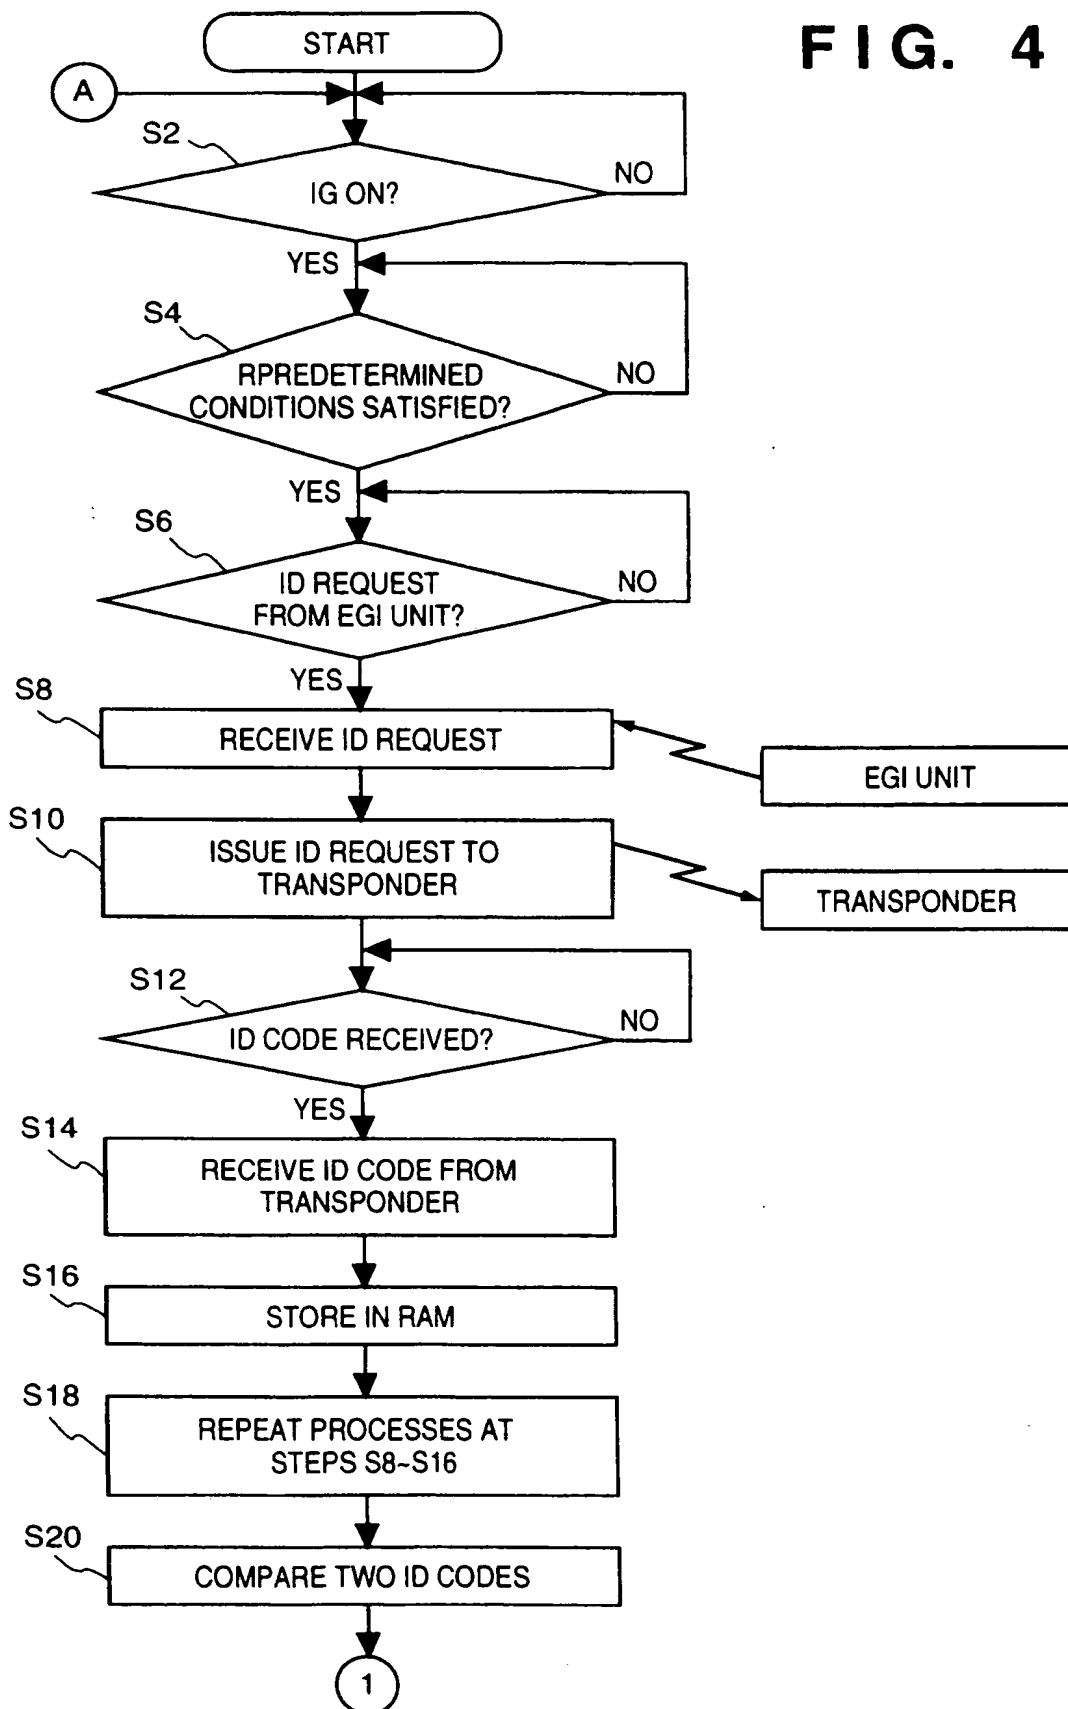 FIG. 4
START
A
S2
IG ON?
NO
YES
S4
RPREDETERMINED
CONDITIONS SATISFIED?
NO
YES
S6
ID REQUEST
FROM EGI UNIT?
NO
YES
S8
RECEIVE ID REQUEST
EGI UNIT
S10
ISSUE ID REQUEST TO
TRANSPONDER
TRANSPONDER
S12
ID CODE RECEIVED?
NO
YES
S14
RECEIVE ID CODE FROM
TRANSPONDER
S16
STORE IN RAM
S18
REPEAT PROCESSES AT
STEPS S8~S16
S20
COMPARE TWO ID CODES
1